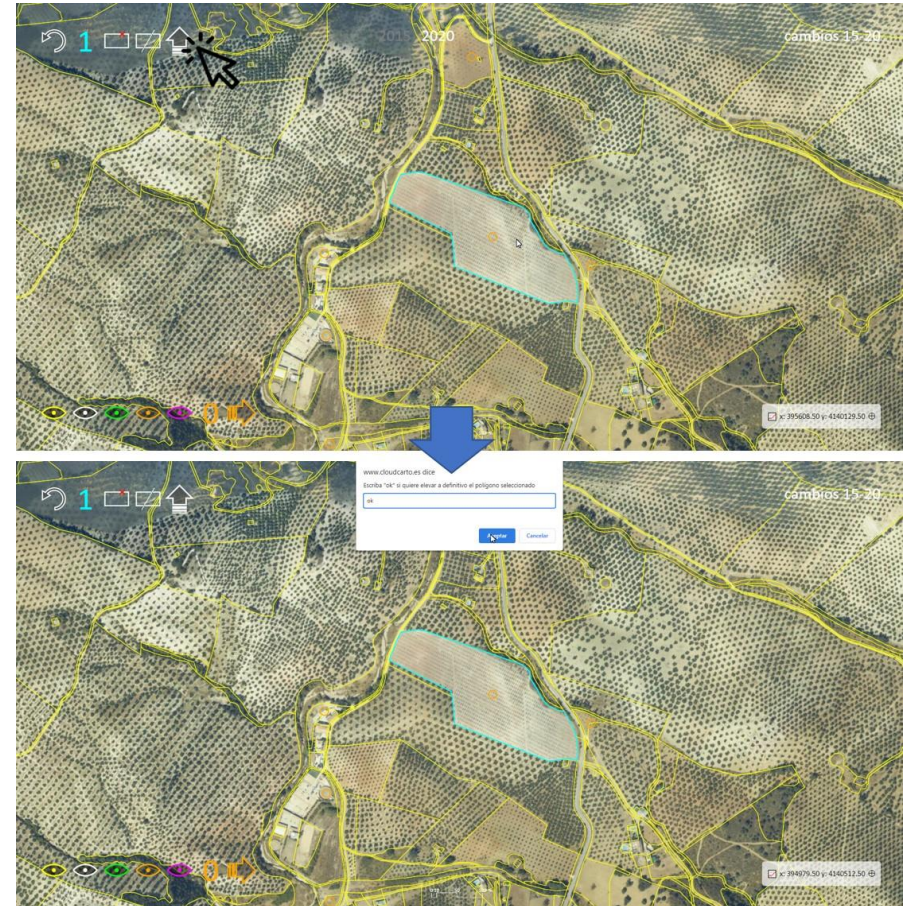 1
2015 2020
cambios 15-20
x: 395608.50 y: 4140129.50
www.cloudcarto.es dice
Escriba "ok" si quiere elevar a definitivo el polígono seleccionado
ok
Aceptar Cancelar
1
cambios 15-20
x: 394979.50 y: 4140512.50